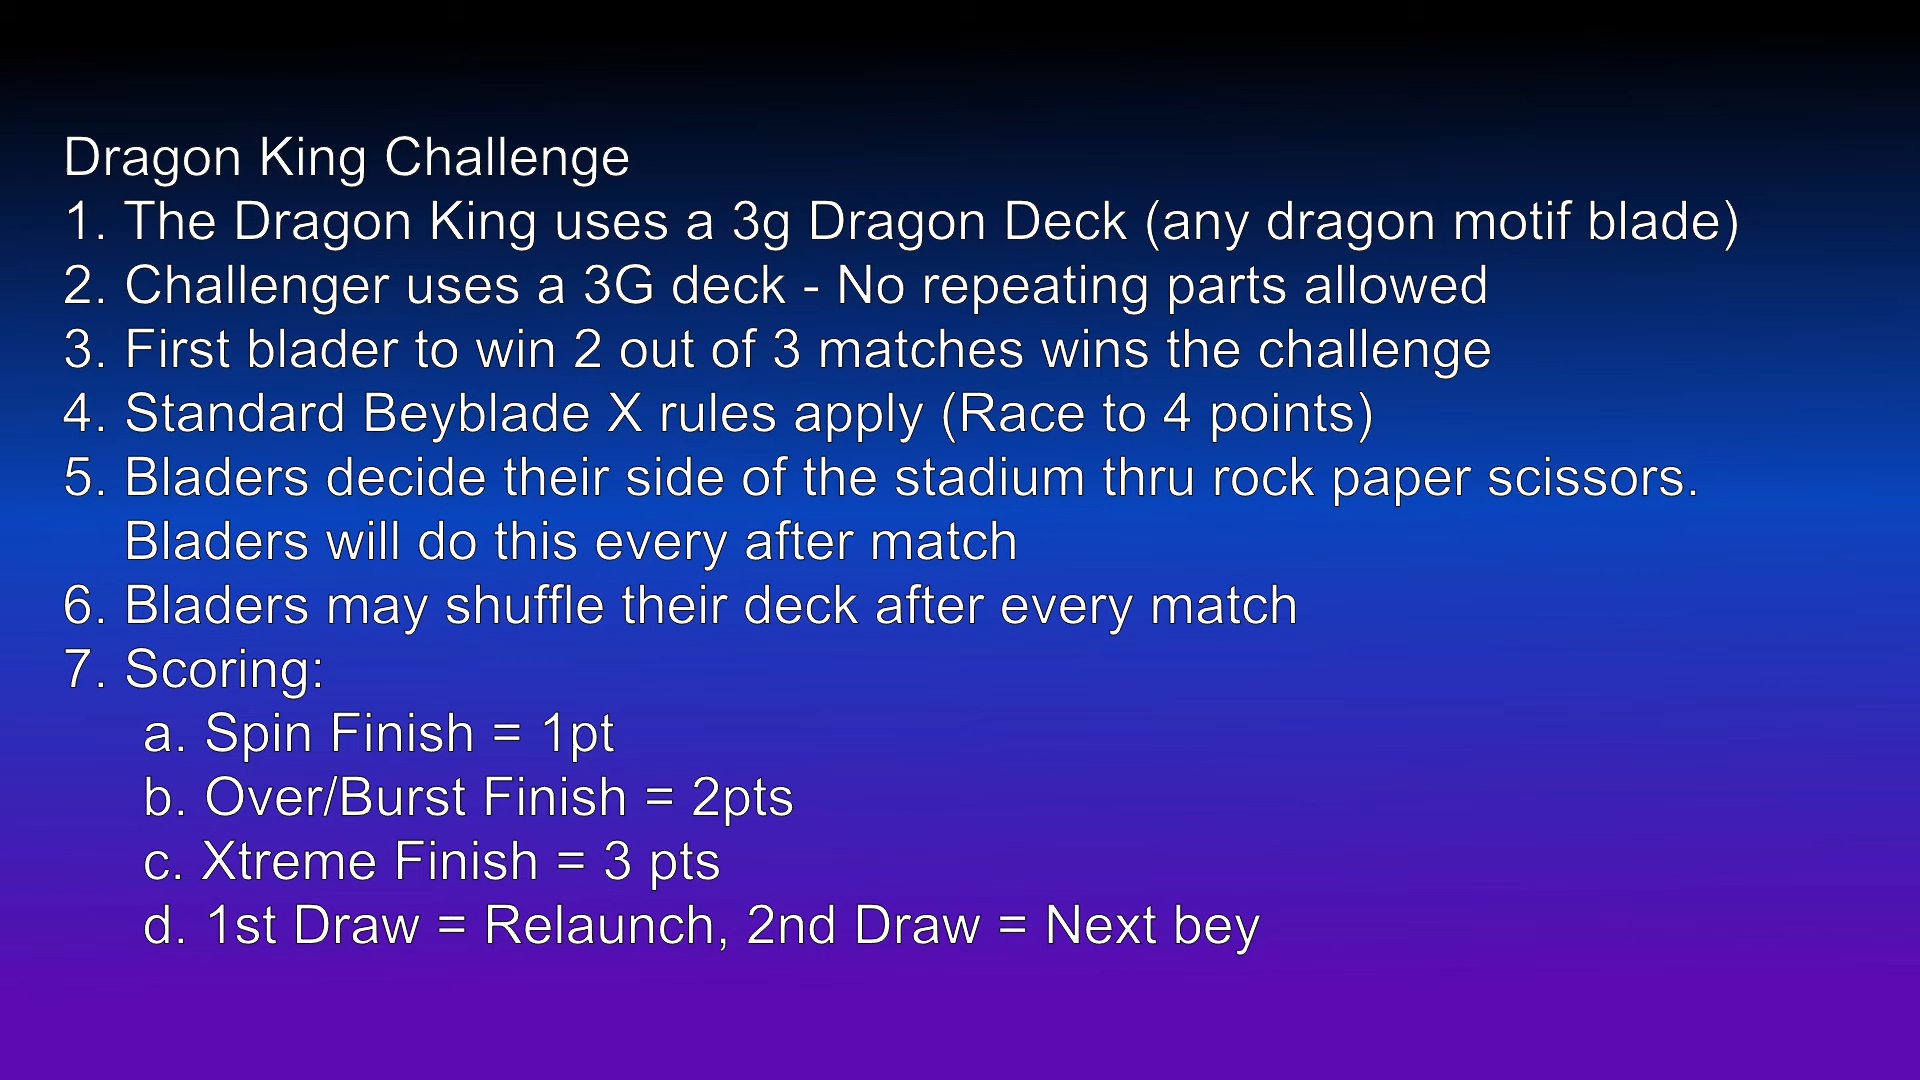 Dragon King Challenge
1. The Dragon King uses a 3g Dragon Deck (any dragon motif blade)
2. Challenger uses a 3G deck - No repeating parts allowed
3. First blader to win 2 out of 3 matches wins the challenge
4. Standard Beyblade X rules apply (Race to 4 points)
5. Bladers decide their side of the stadium thru rock paper scissors.
Bladers will do this every after match
6. Bladers may shuffle their deck after every match
7. Scoring:
a. Spin Finish = 1pt
b. Over/Burst Finish = 2pts
c. Xtreme Finish = 3 pts
d. 1st Draw = Relaunch, 2nd Draw = Next bey